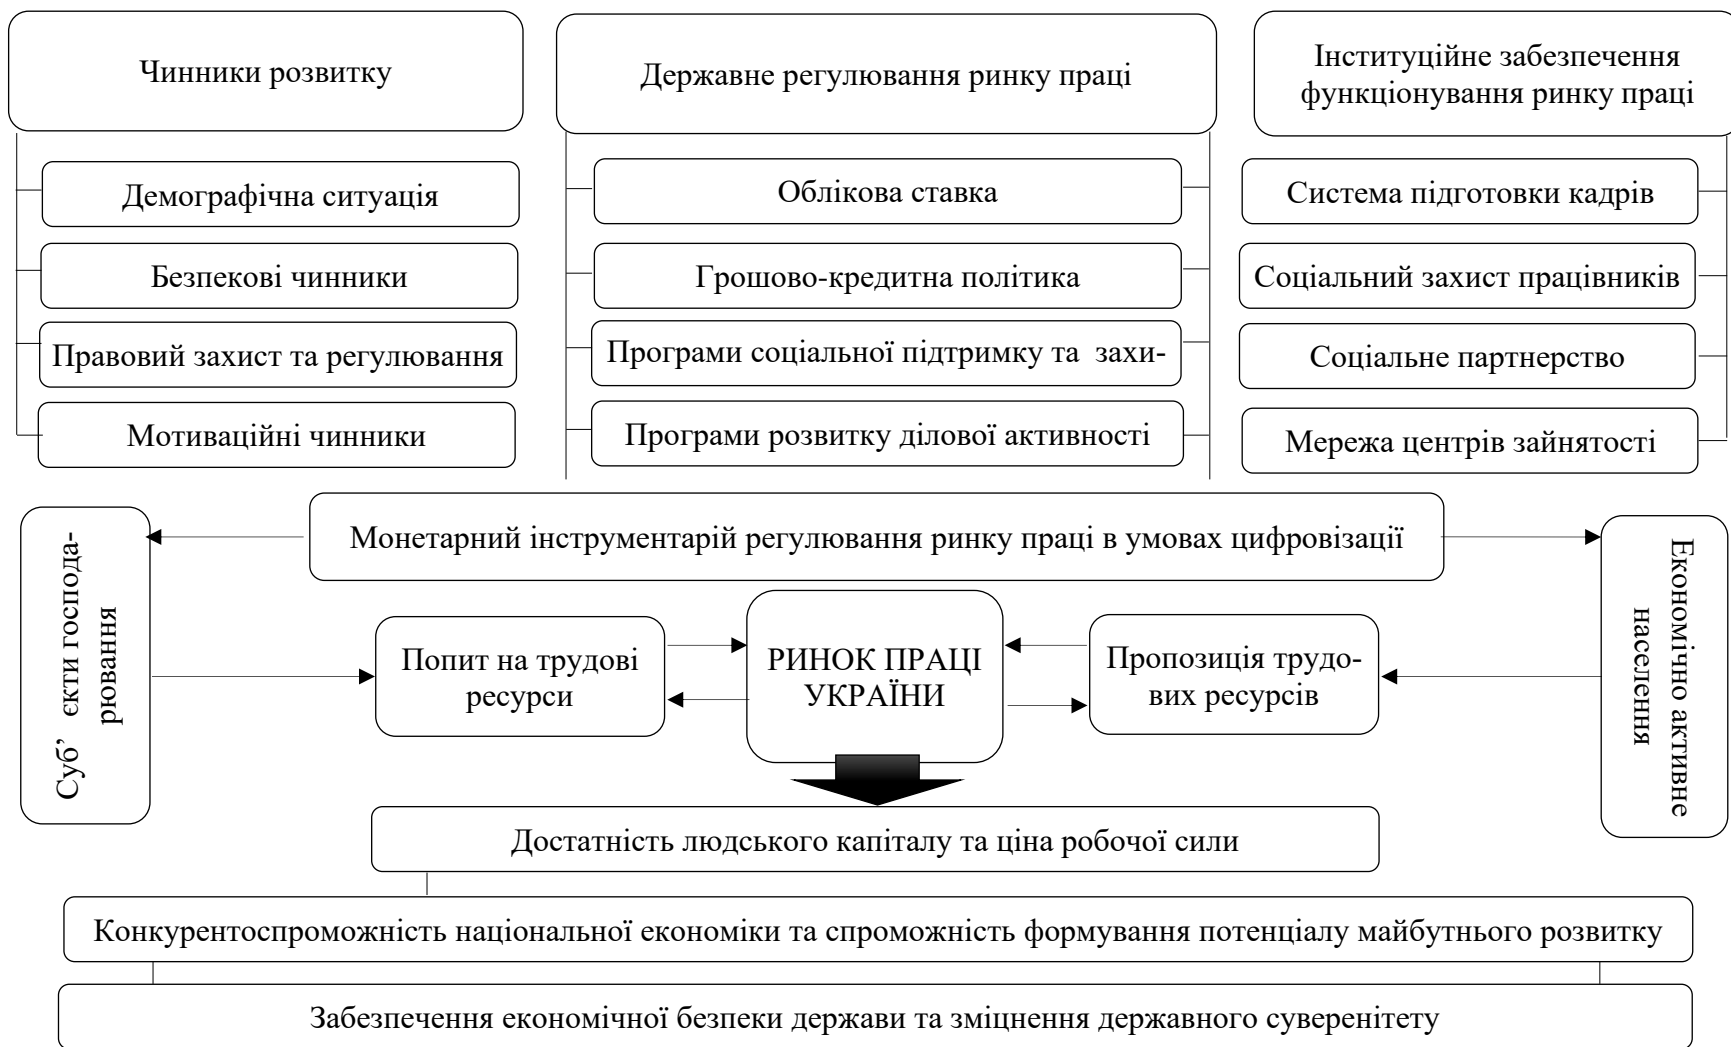 Чинники розвитку
Державне регулювання ринку праці
Інституційне забезпечення
функціонування ринку праці
Демографічна ситуація
Безпекові чинники
Правовий захист та регулювання
Мотиваційні чинники
Облікова ставка
Грошово-кредитна політика
Програми соціальної підтримку та захи-
Програми розвитку ділової активності
Система підготовки кадрів
Соціальний захист працівників
Соціальне партнерство
Мережа центрів зайнятості
Монетарний інструментарій регулювання ринку праці в умовах цифровізації
Суб’ єкти господа-
рювання
Попит на трудові
ресурси
РИНОК ПРАЦІ
УКРАЇНИ
Пропозиція трудо-
вих ресурсів
Економічно активне
населення
Достатність людського капіталу та ціна робочої сили
Конкурентоспроможність національної економіки та спроможність формування потенціалу майбутнього розвитку
Забезпечення економічної безпеки держави та зміцнення державного суверенітету